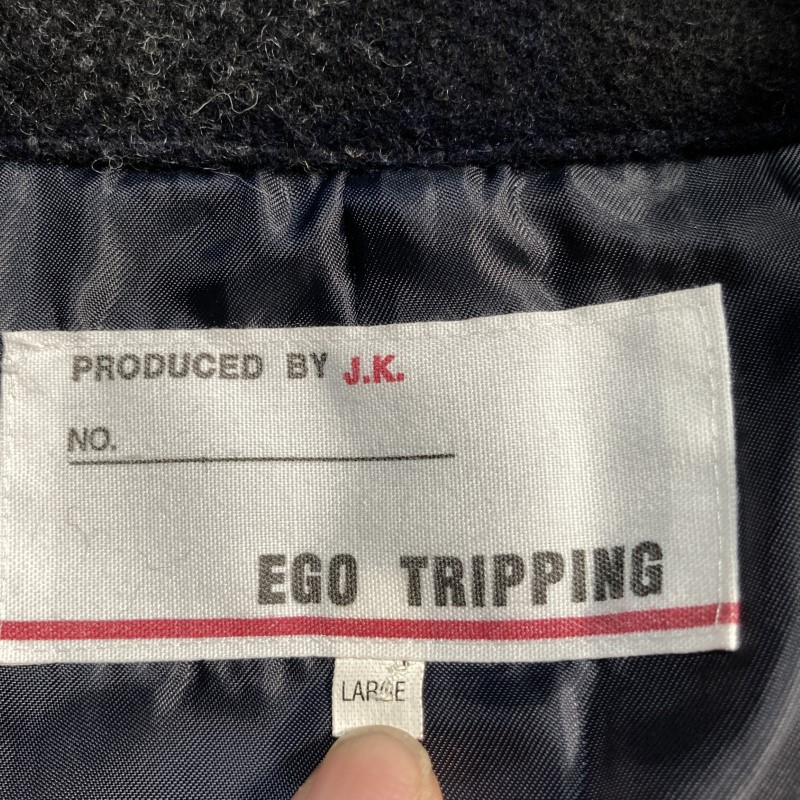 PRODUCED BY J.K.
NO.
EGO TRIPPING
LARGE